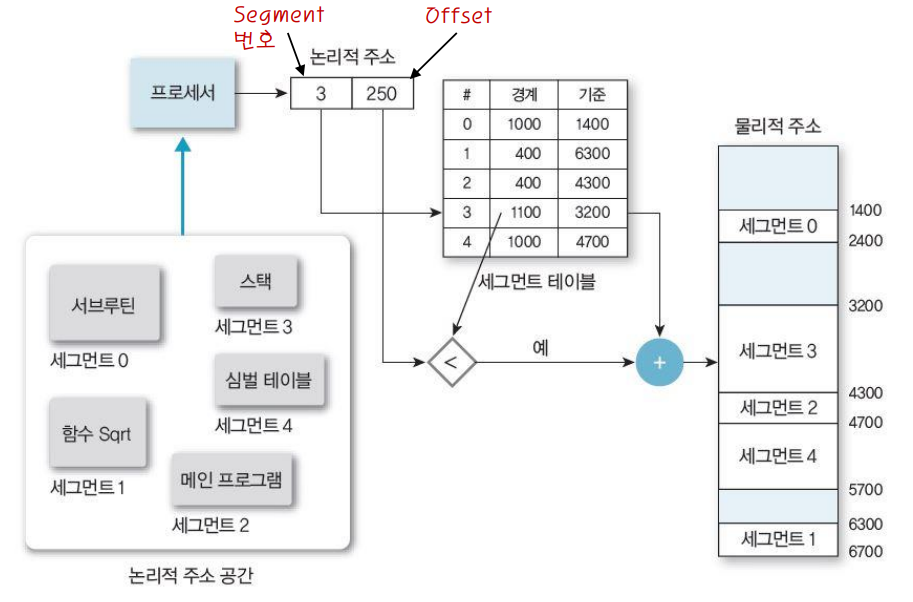 Segment
번호
Offset
논리적 주소
프로세서
3 250
# 경계 기준
0 1000 1400
1 400 6300
2 400 4300
3 1100 3200
4 1000 4700
세그먼트 테이블
물리적 주소
1400
세그먼트 0
2400
3200
세그먼트 3
4300
세그먼트 2
4700
세그먼트 4
5700
6300
세그먼트 1
6700
<
예
+
서브루틴
세그먼트 0
스택
세그먼트 3
심벌 테이블
세그먼트 4
함수 Sqrt
세그먼트 1
메인 프로그램
세그먼트 2
논리적 주소 공간